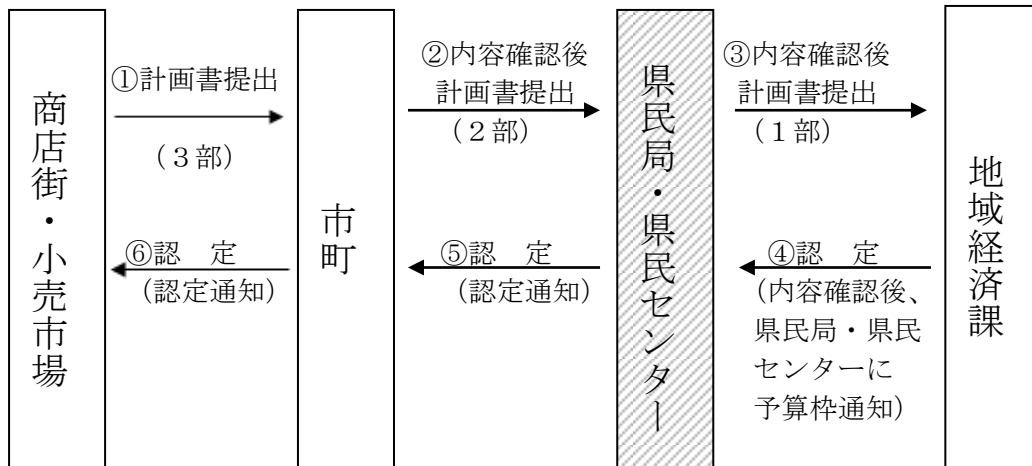 商店街・小売市場
①計画書提出
（３部）
⑥認　定
（認定通知）
市町
②内容確認後
計画書提出
（２部）
⑤認　定
（認定通知）
県民局・県民センター
③内容確認後
計画書提出
（１部）
④認　定
（内容確認後、
県民局・県民
センターに
予算枠通知）
地域経済課